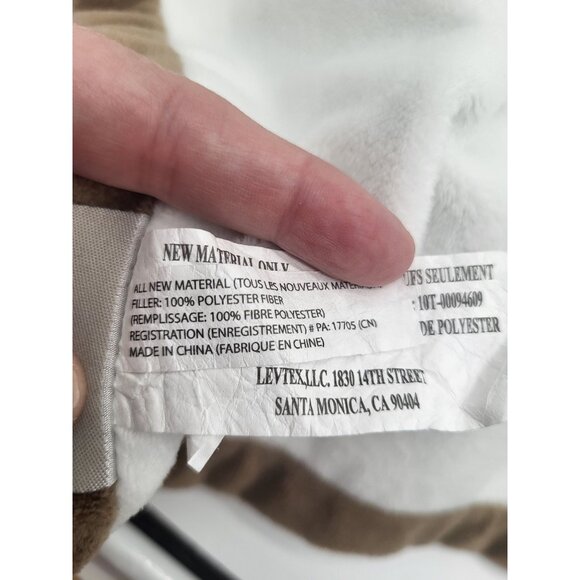 NEW MATERIAL ONLY
UFS SEULEMENT
ALL NEW MATERIAL (TOUS LES NOUVEAUX
: 10T-00094609
FILLER: 100% POLYESTER FIBER
DE POLYESTER
(REMPLISSAGE: 100% FIBRE POLYESTER)
REGISTRATION (ENREGISTREMENT) # PA: 17705 (CN)
MADE IN CHINA (FABRIQUE EN CHINE)
LEVTEX,LLC. 1830 14TH STREET
SANTA MONICA, CA 90404